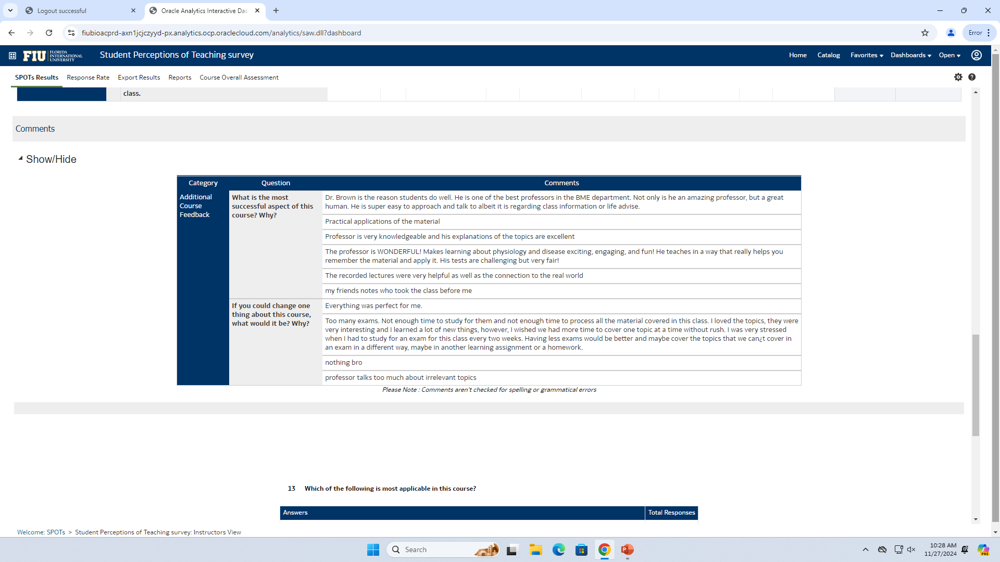 Logout successful
Oracle Analytics Interactive Das
fiubioacprd-axn1jcjczyyd-px.analytics.ocp.oraclecloud.com/analytics/saw.dll?dashboard
Error
FIU
FLORIDA
INTERNATIONAL
UNIVERSITY
Student Perceptions of Teaching survey
Home
Catalog
Favorites
Dashboards
Open
SPOTs Results
Response Rate
Export Results
Reports
Course Overall Assessment
class.
Comments
Show/Hide
Category
Question
Comments
Additional
Course
Feedback
What is the most
successful aspect of this
course? Why?
Dr. Brown is the reason students do well. He is one of the best professors in the BME department. Not only is he an amazing professor, but a great
human. He is super easy to approach and talk to albeit it is regarding class information or life advise.
Practical applications of the material
Professor is very knowledgeable and his explanations of the topics are excellent
The professor is WONDERFUL! Makes learning about physiology and disease exciting, engaging, and fun! He teaches in a way that really helps you
remember the material and apply it. His tests are challenging but very fair!
The recorded lectures were very helpful as well as the connection to the real world
my friends notes who took the class before me
If you could change one
thing about this course,
what would it be? Why?
Everything was perfect for me.
Too many exams. Not enough time to study for them and not enough time to process all the material covered in this class. I loved the topics, they were
very interesting and I learned a lot of new things, however, I wished we had more time to cover one topic at a time without rush. I was very stressed
when I had to study for an exam for this class every two weeks. Having less exams would be better and maybe cover the topics that we can¿t cover in
an exam in a different way, maybe in another learning assignment or a homework.
nothing bro
professor talks too much about irrelevant topics
Please Note : Comments aren't checked for spelling or grammatical errors
13 Which of the following is most applicable in this course?
Answers
Total Responses
Welcome: SPOTs > Student Perceptions of Teaching survey: Instructors View
Search
10:28 AM
11/27/2024
PRE